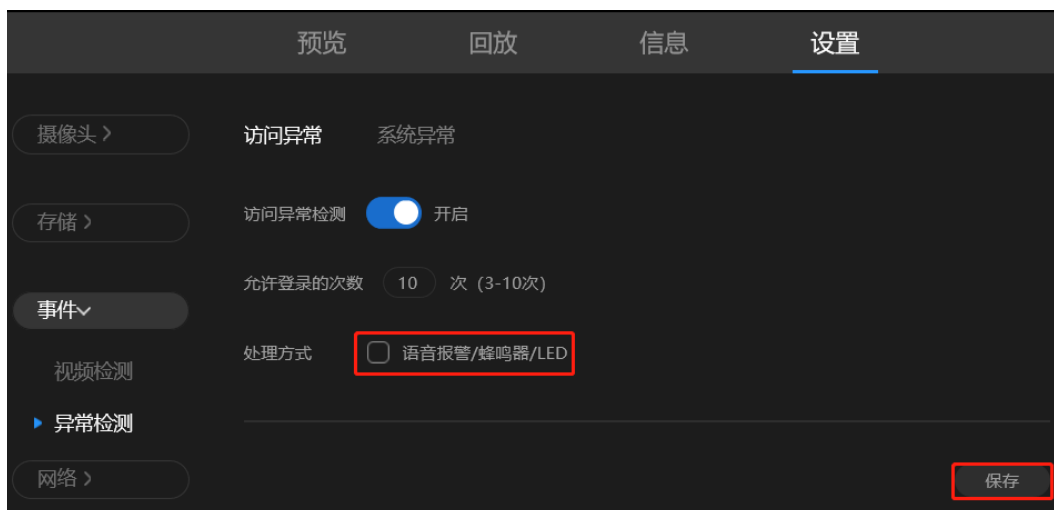 预览 回放 信息 设置
摄像头 >
访问异常 系统异常
存储 >
访问异常检测 开启
允许登录的次数 10 次 (3-10次)
事件
处理方式 语音报警/蜂鸣器/LED
视频检测
异常检测
网络 >
保存